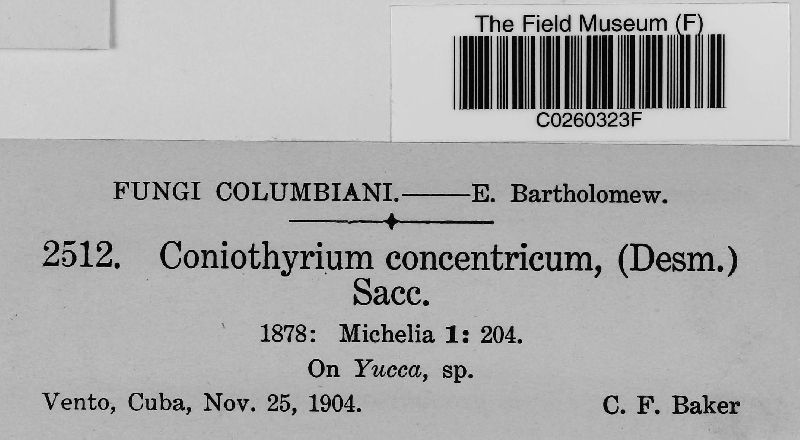 The Field Museum (F)
C0260323F
FUNGI COLUMBIANI.——E. Bartholomew.
2512. Coniothyrium concentricum, (Desm.)
Sacc.
1878: Michelia 1: 204.
On Yucca, sp.
Vento, Cuba, Nov. 25, 1904. C. F. Baker